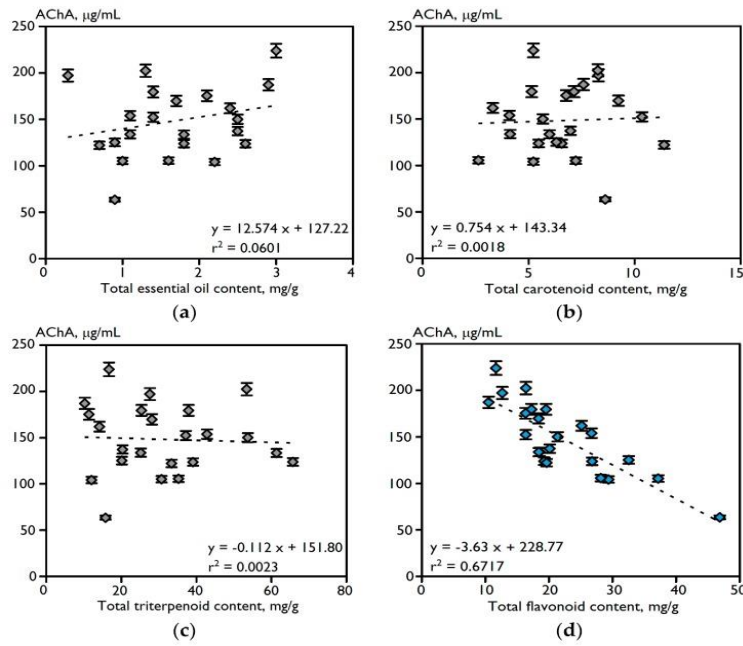 AChA, µg/mL
250
200
150
100
50
0
y = 12.574 x + 127.22
r² = 0.0601
0 1 2 3 4
Total essential oil content, mg/g
(a)
AChA, µg/mL
250
200
150
100
50
0
y = 0.754 x + 143.34
r² = 0.0018
0 5 10 15
Total carotenoid content, mg/g
(b)
AChA, µg/mL
250
200
150
100
50
0
y = -0.112 x + 151.80
r² = 0.0023
0 20 40 60 80
Total triterpenoid content, mg/g
(c)
AChA, µg/mL
250
200
150
100
50
0
y = -3.63 x + 228.77
r² = 0.6717
0 10 20 30 40 50
Total flavonoid content, mg/g
(d)